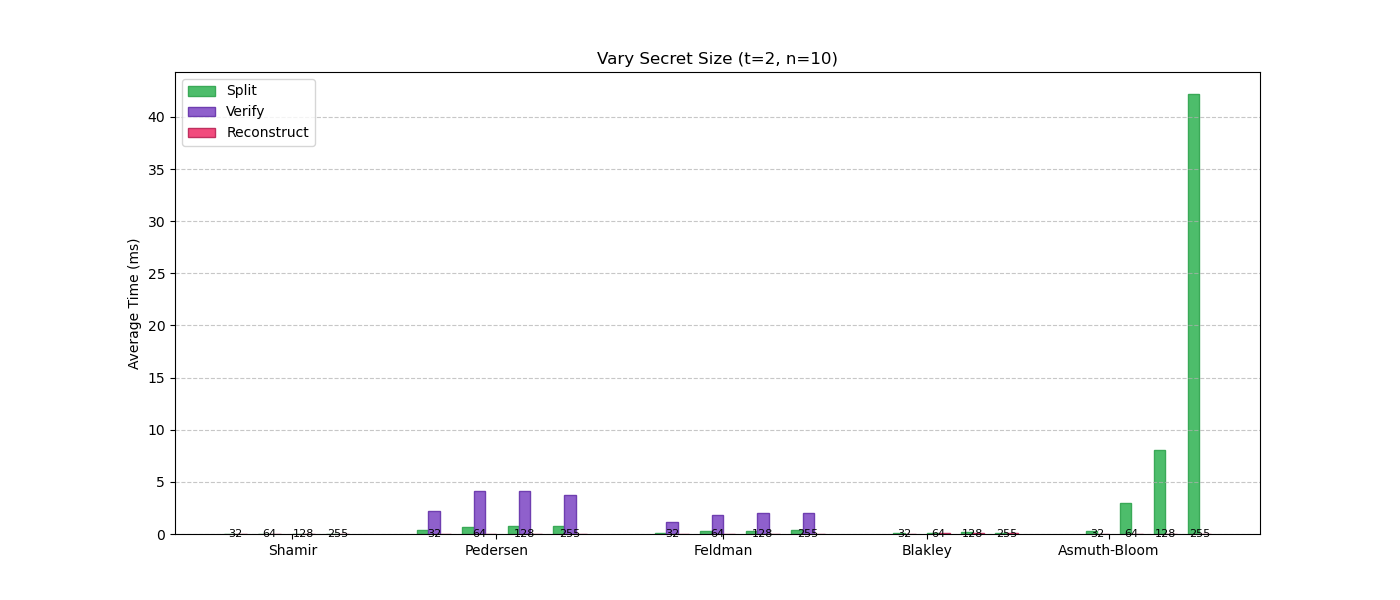 Vary Secret Size (t=2, n=10)
Split
Verify
Reconstruct
Average Time (ms)
40
35
30
25
20
15
10
5
0
32 64 128 255 32 64 128 255 32 64 128 255 32 64 128 255 32 64 128 255
Shamir Pedersen Feldman Blakley Asmuth-Bloom